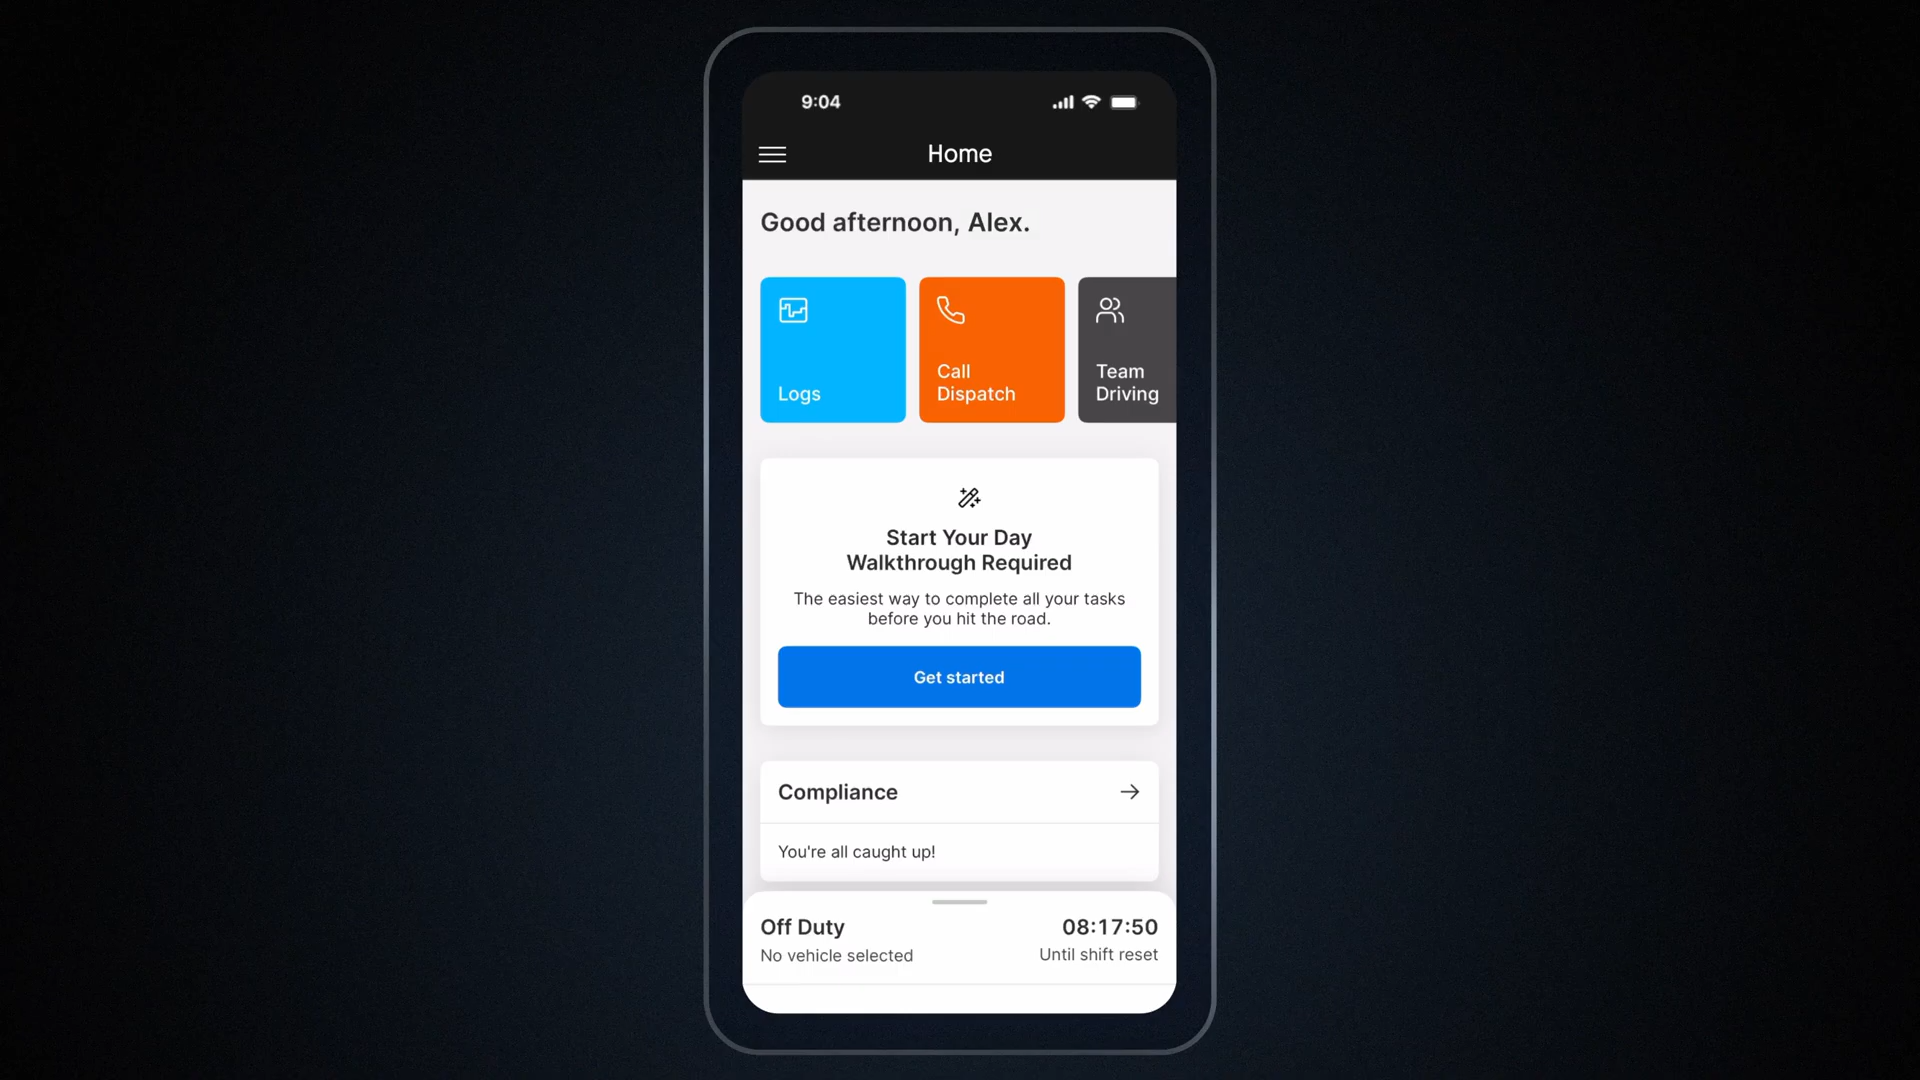 9:04
Home
Good afternoon, Alex.
Logs
Call
Dispatch
Team
Driving
Start Your Day
Walkthrough Required
The easiest way to complete all your tasks
before you hit the road.
Get started
Compliance
You're all caught up!
Off Duty
08:17:50
No vehicle selected
Until shift reset